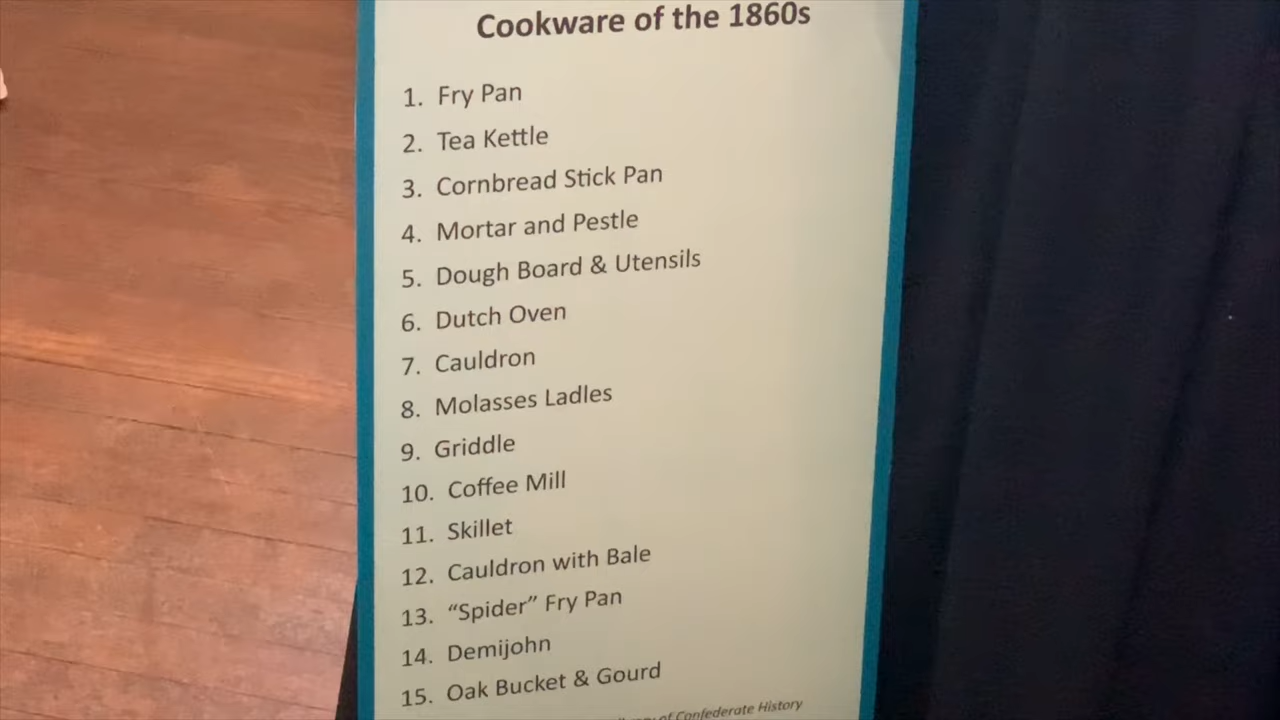 Cookware of the 1860s
1. Fry Pan
2. Tea Kettle
3. Cornbread Stick Pan
4. Mortar and Pestle
5. Dough Board & Utensils
6. Dutch Oven
7. Cauldron
8. Molasses Ladles
9. Griddle
10. Coffee Mill
11. Skillet
12. Cauldron with Bale
13. “Spider” Fry Pan
14. Demijohn
15. Oak Bucket & Gourd
of Confederate History